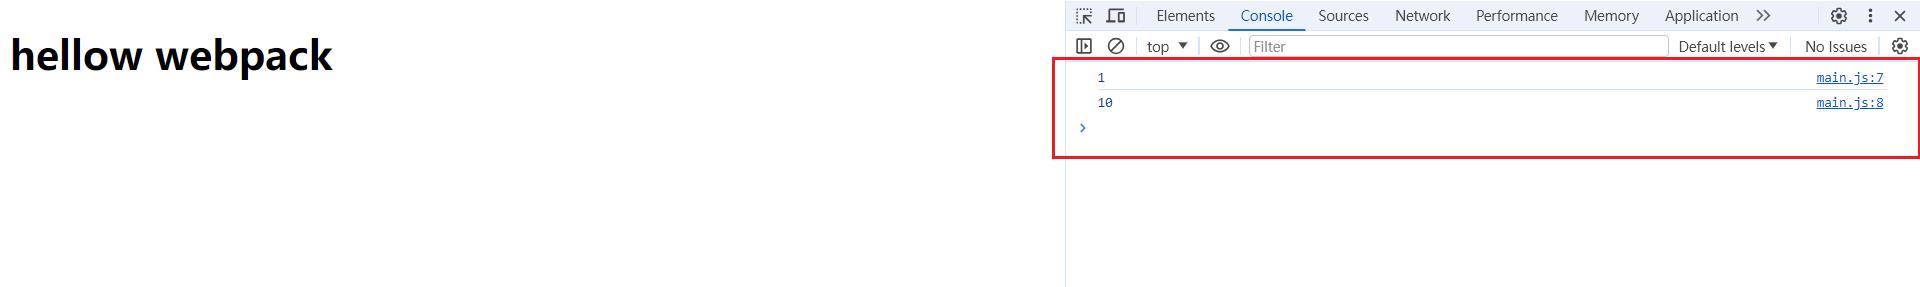 hellow webpack
Elements Console Sources Network Performance Memory Application
top Filter Default levels No Issues
1 main.js:7
10 main.js:8